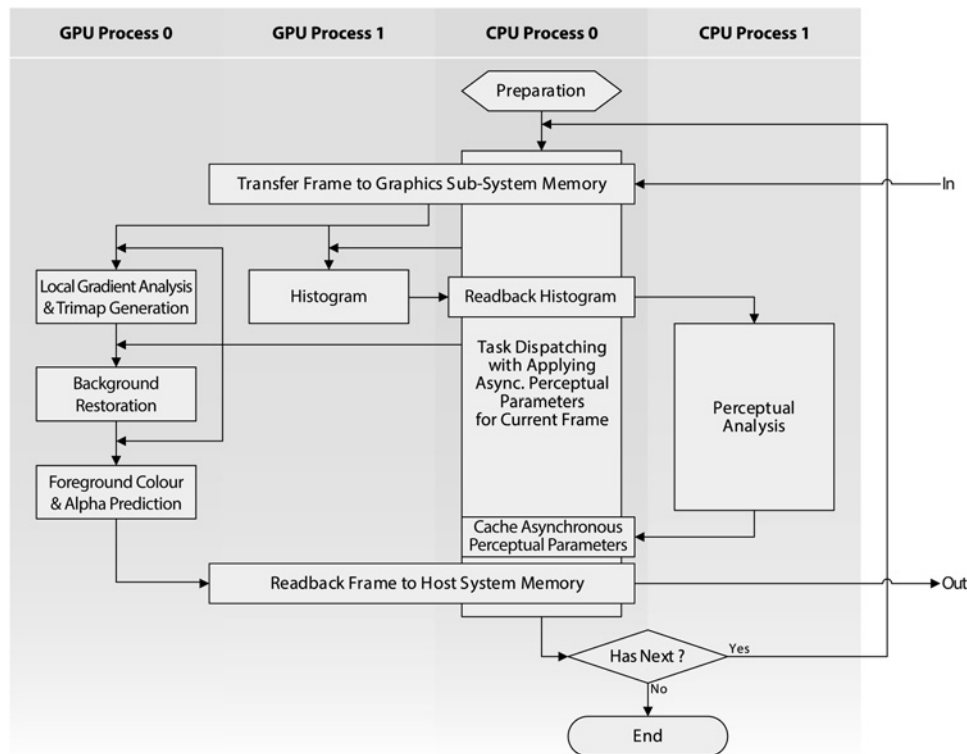 GPU Process 0
GPU Process 1
CPU Process 0
CPU Process 1
Preparation
Transfer Frame to Graphics Sub-System Memory
In
Local Gradient Analysis
& Trimap Generation
Histogram
Readback Histogram
Task Dispatching
with Applying
Async. Perceptual
Parameters
for Current Frame
Background
Restoration
Perceptual
Analysis
Foreground Colour
& Alpha Prediction
Cache Asynchronous
Perceptual Parameters
Readback Frame to Host System Memory
Out
Has Next ?
Yes
No
End